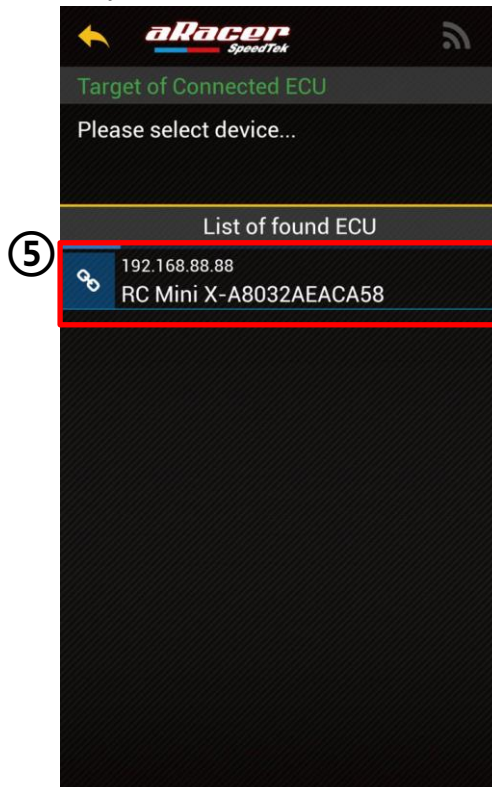 aRacer
SpeedTek
Target of Connected ECU
Please select device...
List of found ECU
⑤
192.168.88.88
RC Mini X-A8032AEACA58